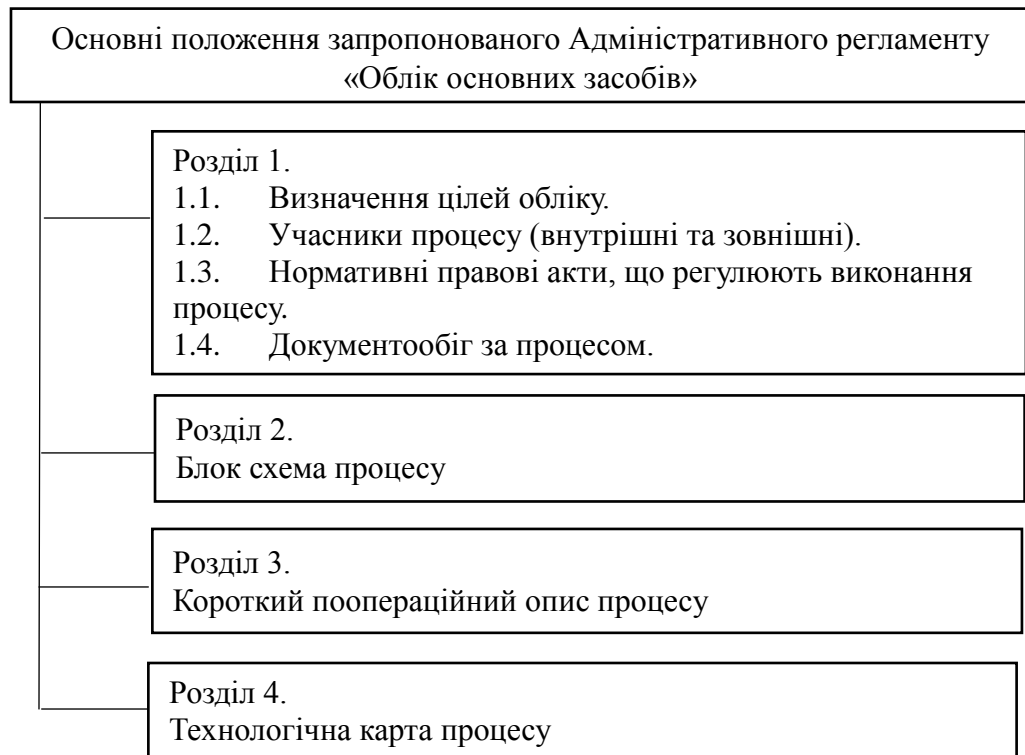 Основні положення запропонованого Адміністративного регламенту
«Облік основних засобів»
Розділ 1.
1.1. Визначення цілей обліку.
1.2. Учасники процесу (внутрішні та зовнішні).
1.3. Нормативні правові акти, що регулюють виконання
процесу.
1.4. Документообіг за процесом.
Розділ 2.
Блок схема процесу
Розділ 3.
Короткий поопераційний опис процесу
Розділ 4.
Технологічна карта процесу